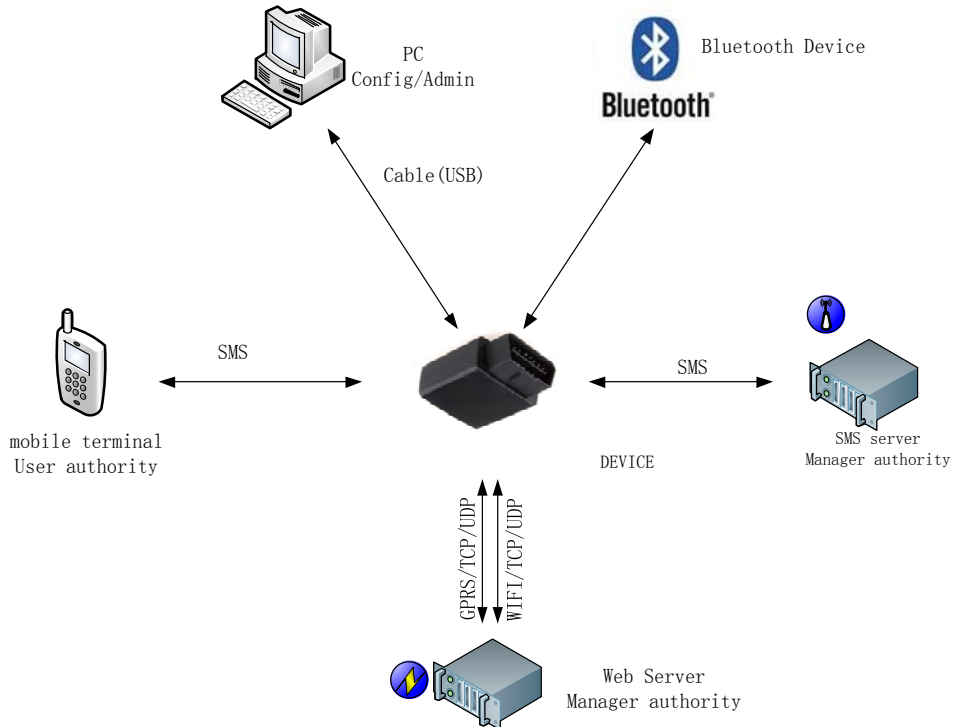 PC
Config/Admin
Bluetooth Device
Bluetooth®
Cable(USB)
SMS
SMS
mobile terminal
User authority
DEVICE
SMS server
Manager authority
GPRS/TCP/UDP
WIFI/TCP/UDP
Web Server
Manager authority